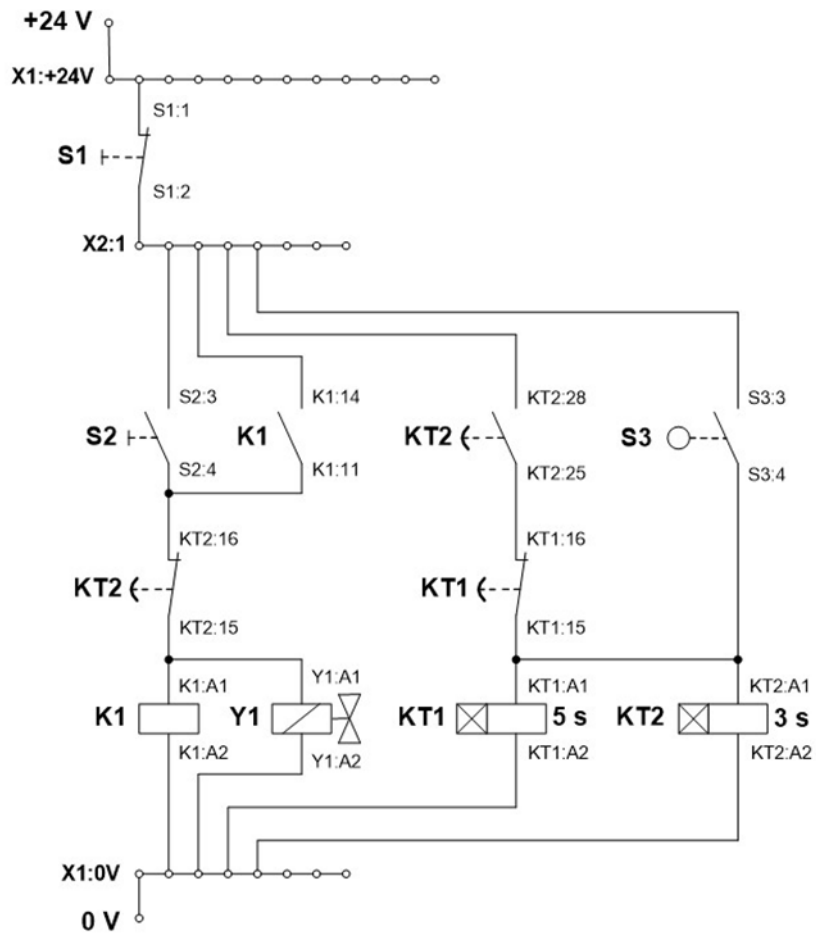 +24 V
X1:+24V
S1:1
S1
S1:2
X2:1
S2:3
K1:14
KT2:28
S3:3
S2
K1
KT2
S3
S2:4
K1:11
KT2:25
S3:4
KT2:16
KT1:16
KT2
KT1
KT2:15
KT1:15
K1:A1
Y1:A1
KT1:A1
KT2:A1
K1
Y1
KT1
5 s
KT2
3 s
K1:A2
Y1:A2
KT1:A2
KT2:A2
X1:0V
0 V